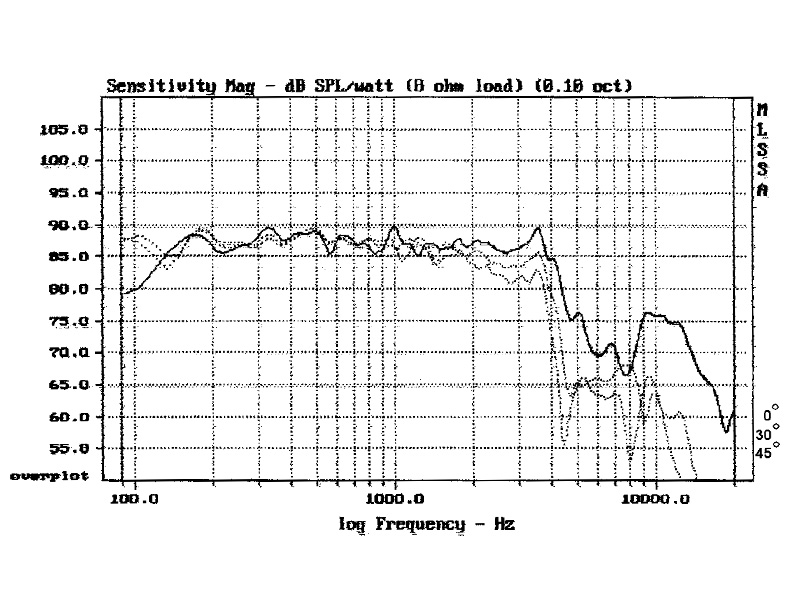 Sensitivity Mag - dB SPL/watt (8 ohm load) (0.10 oct)
M
L
S
S
A
105.0
100.0
95.0
90.0
85.0
80.0
75.0
70.0
65.0
60.0
55.0
overplot
0°
30°
45°
100.0 1000.0 10000.0
log Frequency - Hz